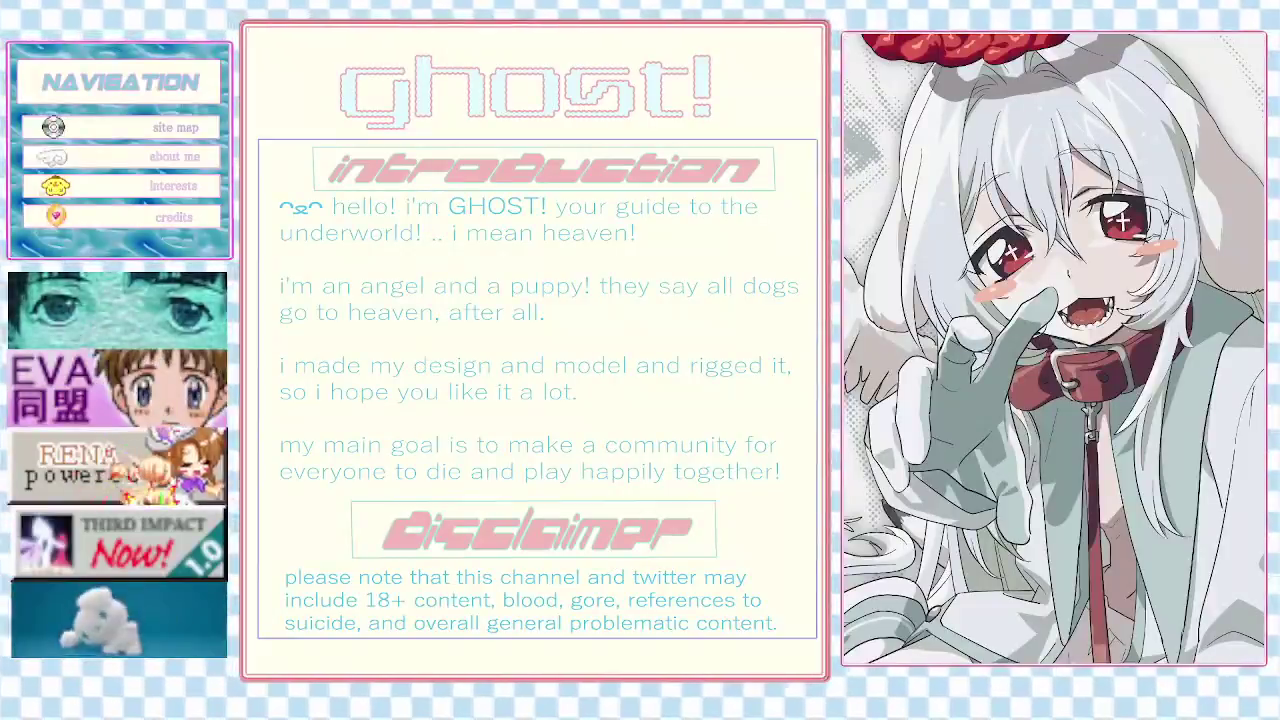 NAVIGATION
site map
about me
interests
credits
EVA
同盟
RENA
powered
THIRD IMPACT
Now!
1.0
ghost!
introduction
hello! i'm GHOST! your guide to the
underworld! .. i mean heaven!
i'm an angel and a puppy! they say all dogs
go to heaven, after all.
i made my design and model and rigged it,
so i hope you like it a lot.
my main goal is to make a community for
everyone to die and play happily together!
disclaimer
please note that this channel and twitter may
include 18+ content, blood, gore, references to
suicide, and overall general problematic content.